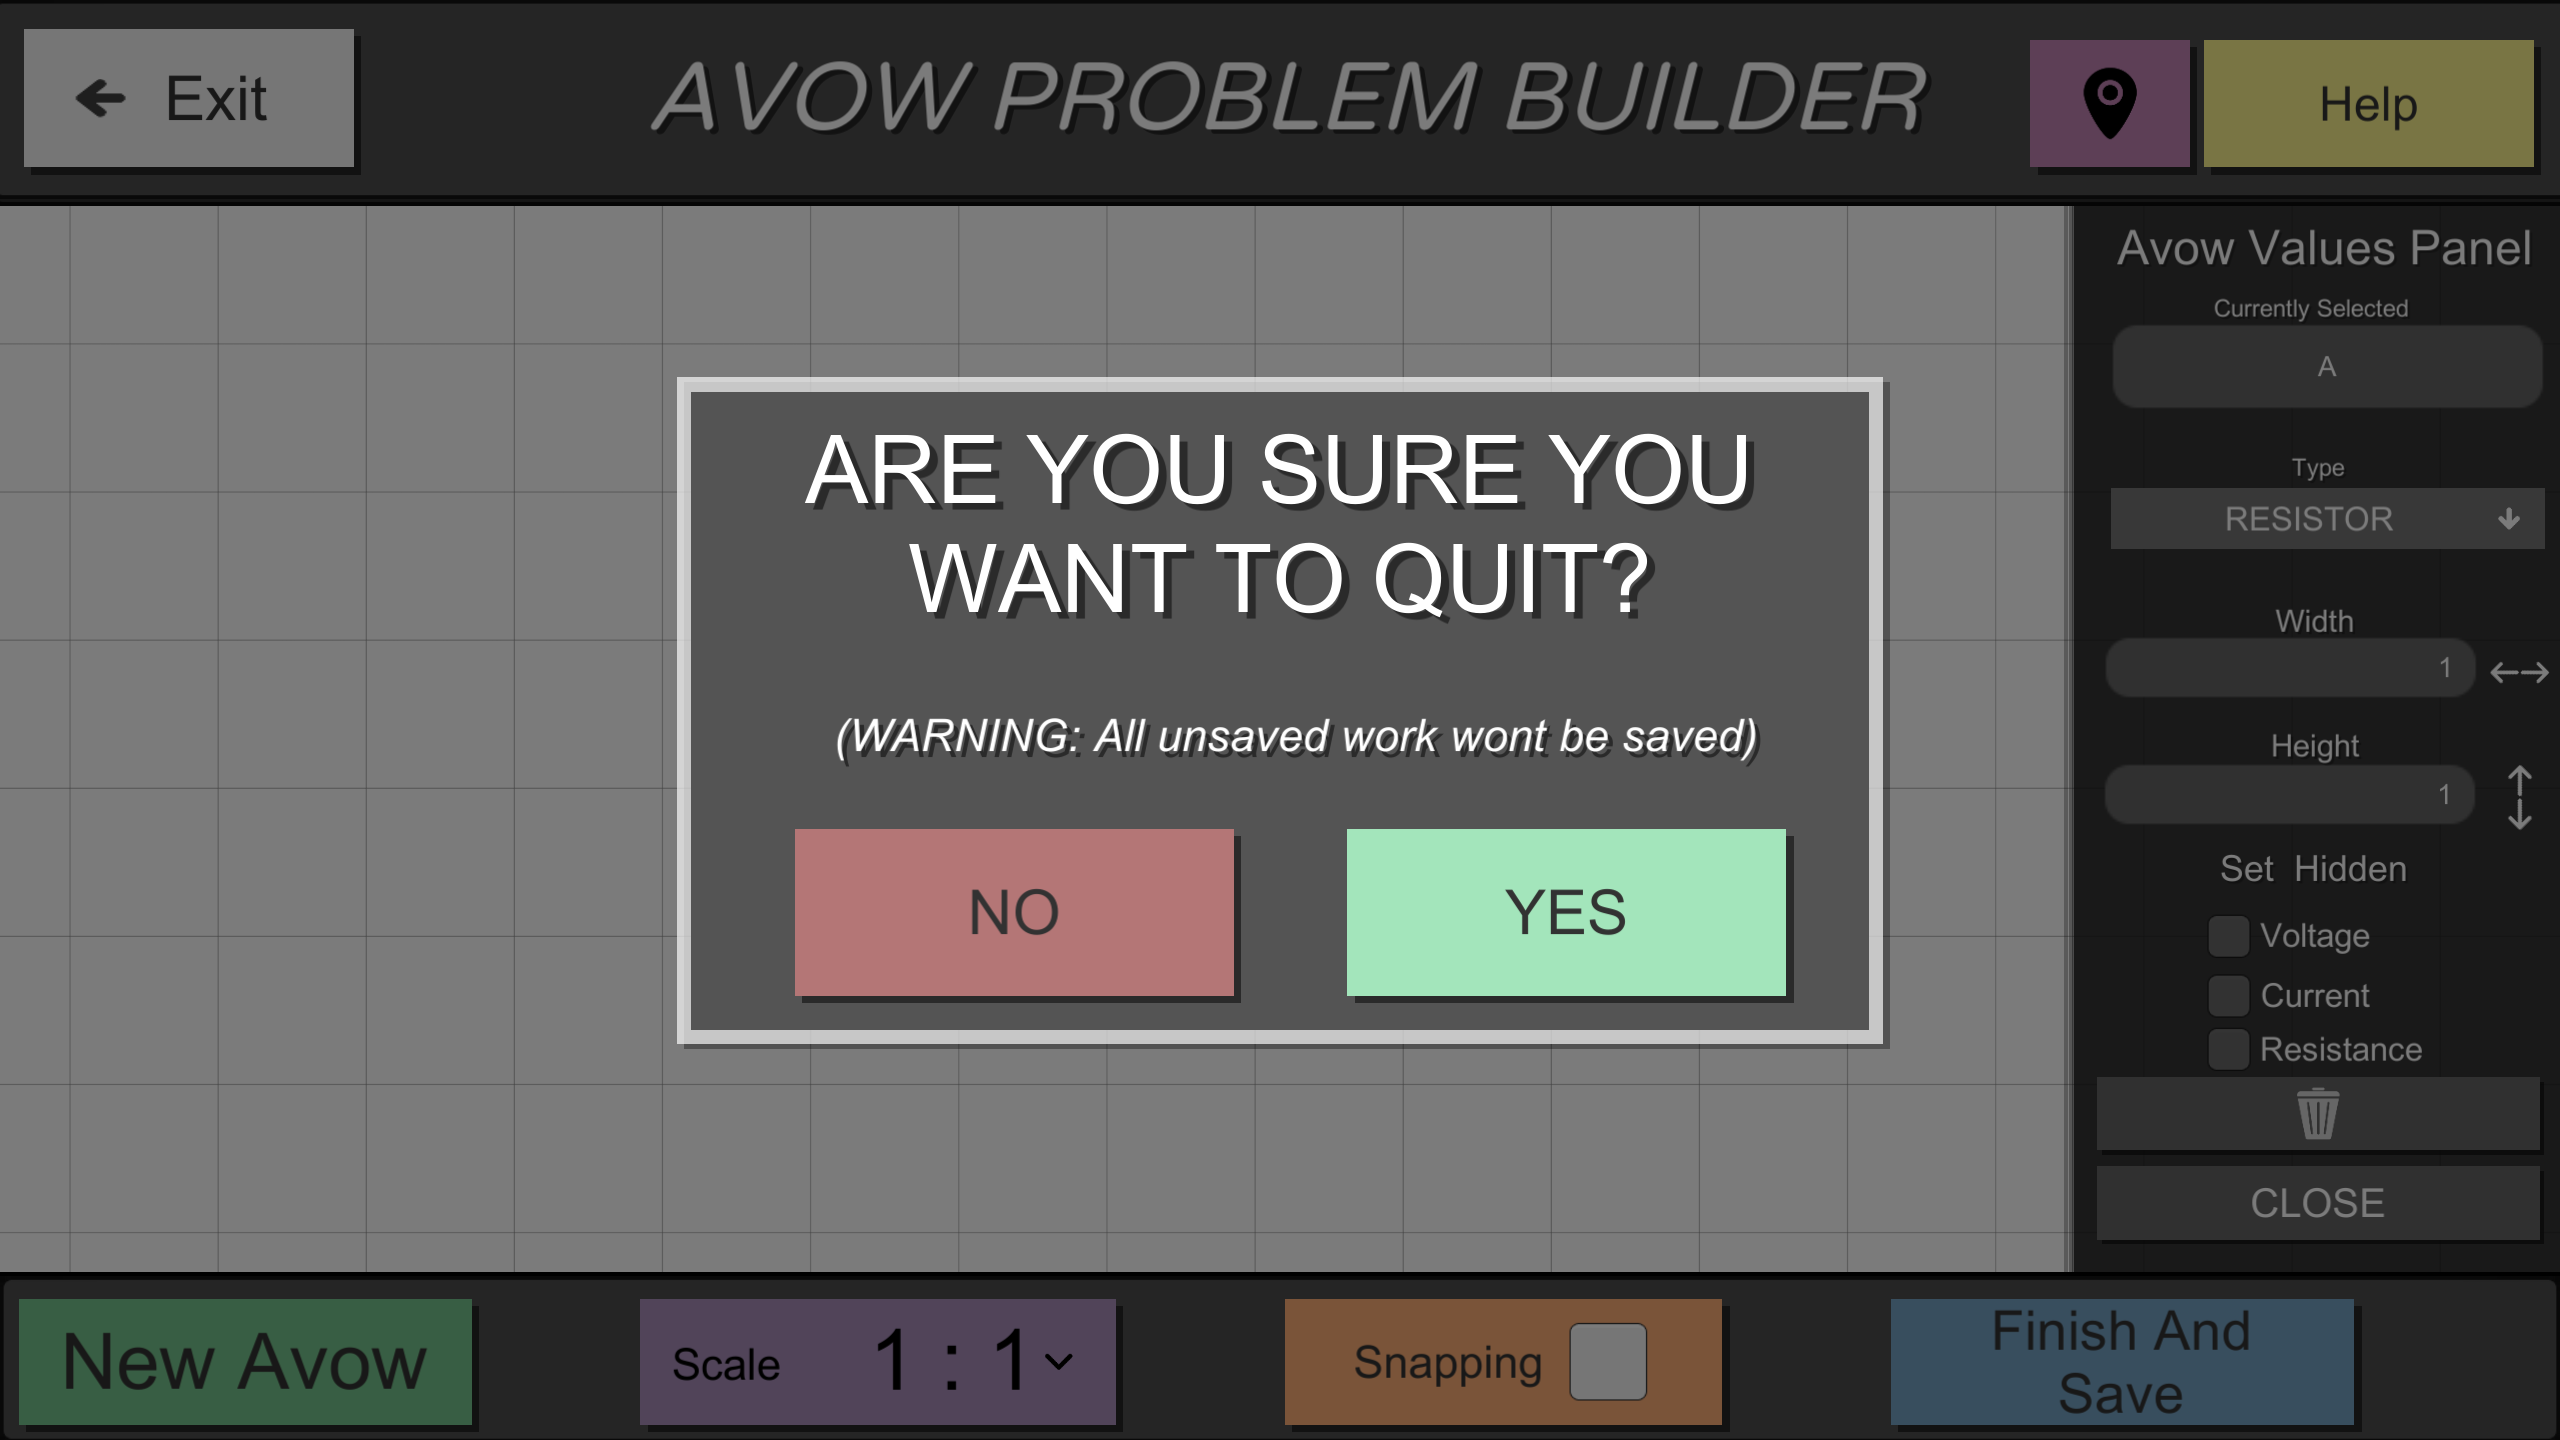 Exit
AVOW PROBLEM BUILDER
Help
Avow Values Panel
Currently Selected
A
Type
RESISTOR
Width
1
Height
1
Set Hidden
Voltage
Current
Resistance
CLOSE
ARE YOU SURE YOU
WANT TO QUIT?
(WARNING: All unsaved work wont be saved)
NO
YES
New Avow
Scale 1 : 1
Snapping
Finish And
Save